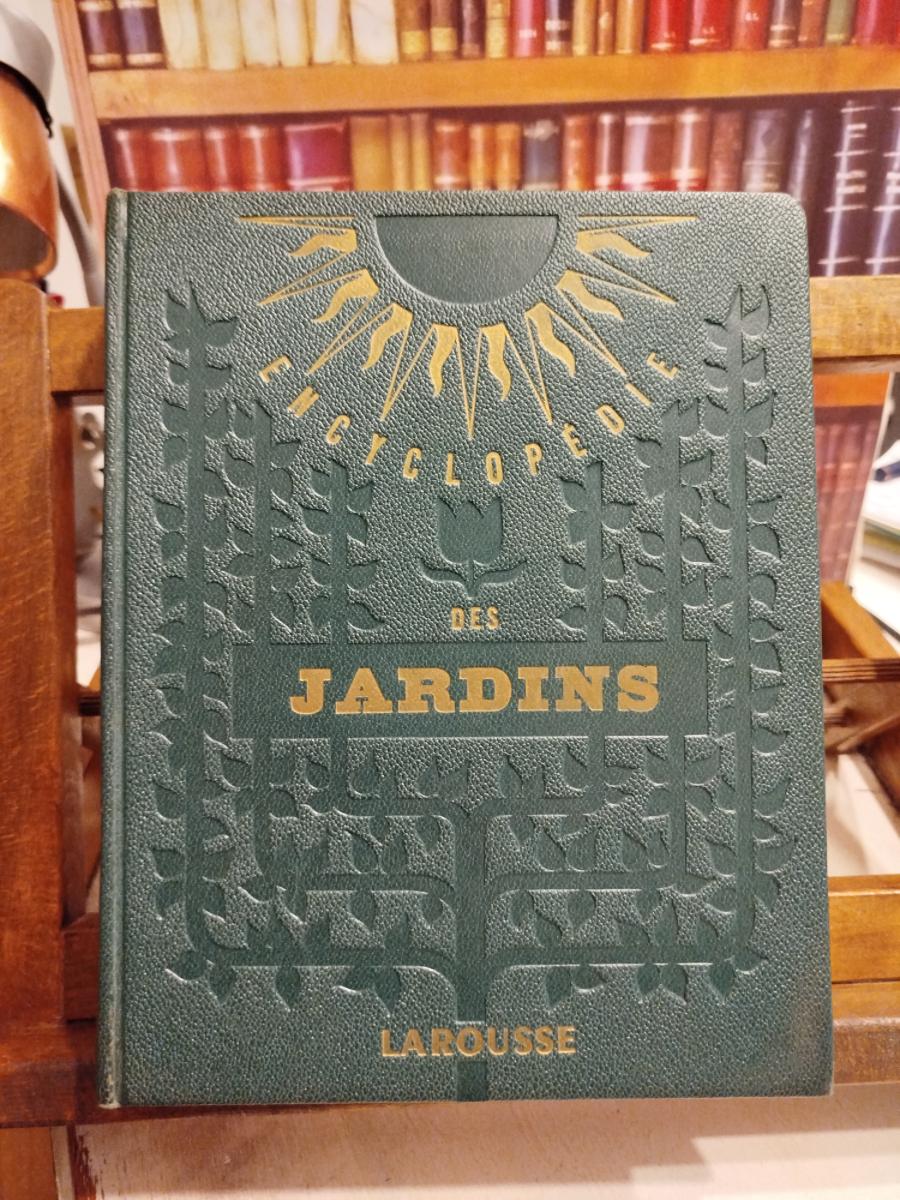 ENCYCLOPÉDIE
DES
JARDINS
LAROUSSE